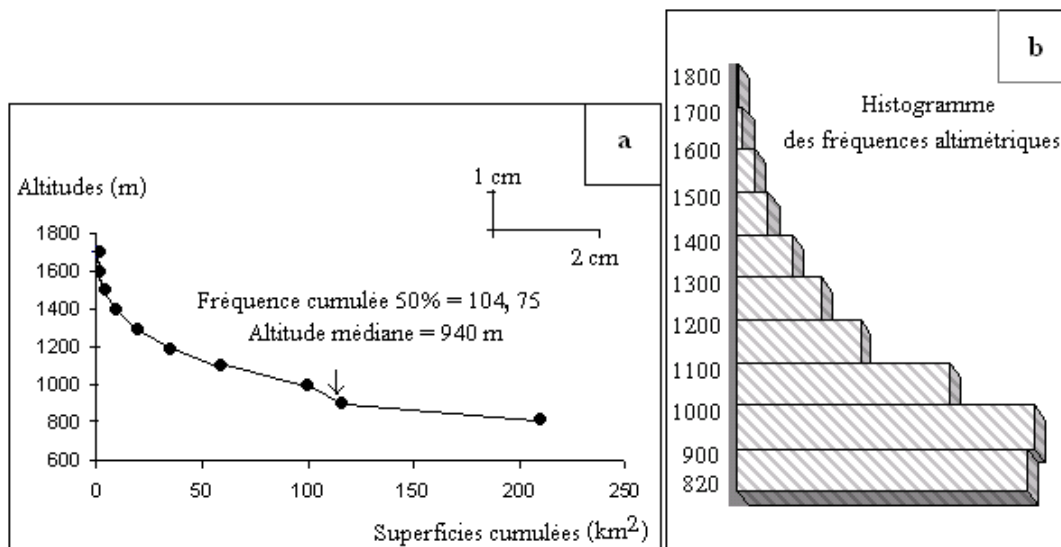 a
Altitudes (m)
1 cm
2 cm
1800
1600
1400
1200
1000
800
600
Fréquence cumulée 50% = 104, 75
Altitude médiane = 940 m
0 50 100 150 200 250
Superficies cumulées (km2)
b
Histogramme
des fréquences altimétriques
1800
1700
1600
1500
1400
1300
1200
1100
1000
900
820